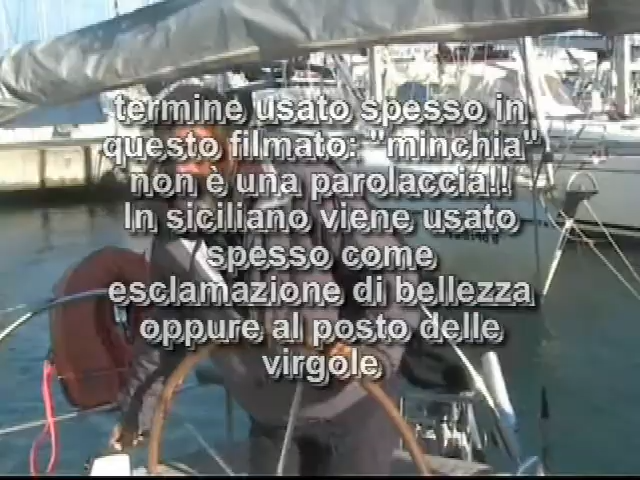 termine usato spesso in
questo filmato: "minchia"
non è una parolaccia!!
In siciliano viene usato
spesso come
esclamazione di bellezza
oppure al posto delle
virgole